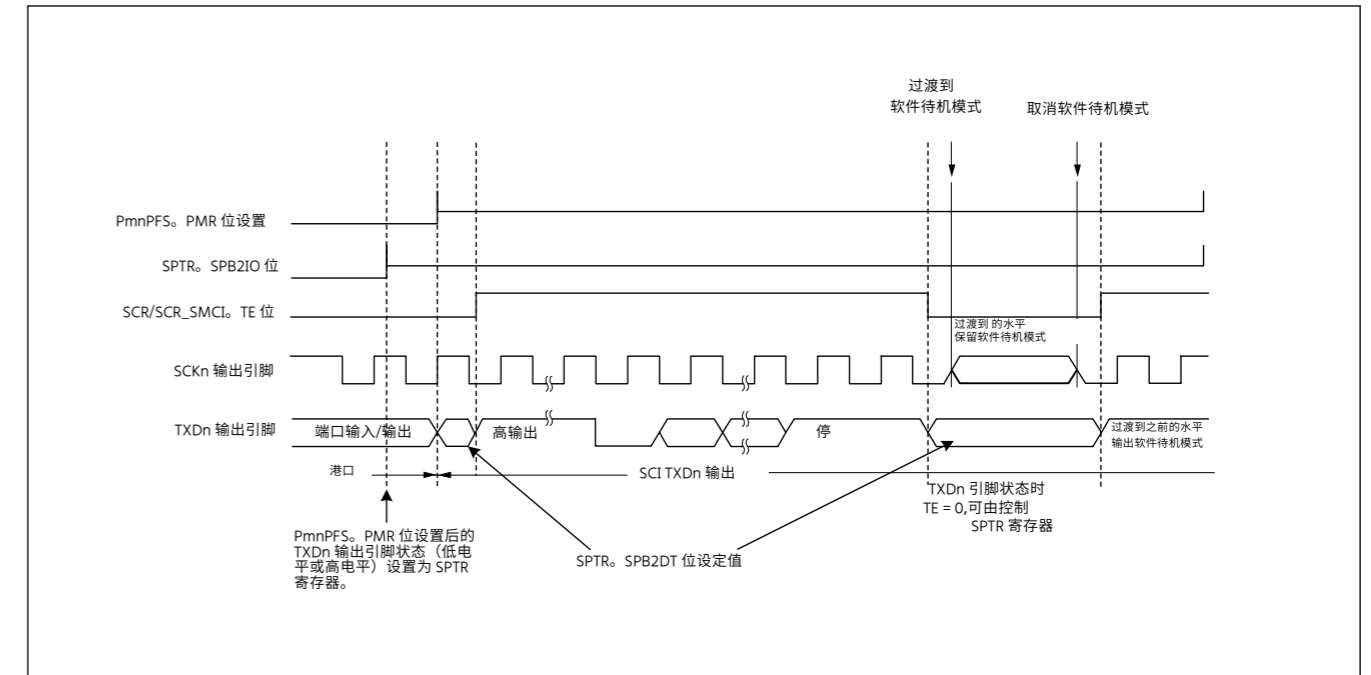 过渡到
软件待机模式
取消软件待机模式
PmnPFS。PMR 位设置
SPTR。SPB2IO 位
SCR/SCR_SMCI。TE 位
过渡到 的水平
保留软件待机模式
SCKn 输出引脚
TXDn 输出引脚
端口输入/输出
高输出
停
过渡到之前的水平
输出软件待机模式
港口
SCI TXDn 输出
TXDn 引脚状态时
TE = 0,可由控制
SPTR 寄存器
PmnPFS。PMR 位设置后的
TXDn 输出引脚状态（低电
平或高电平）设置为 SPTR
寄存器。
SPTR。SPB2DT 位设定值